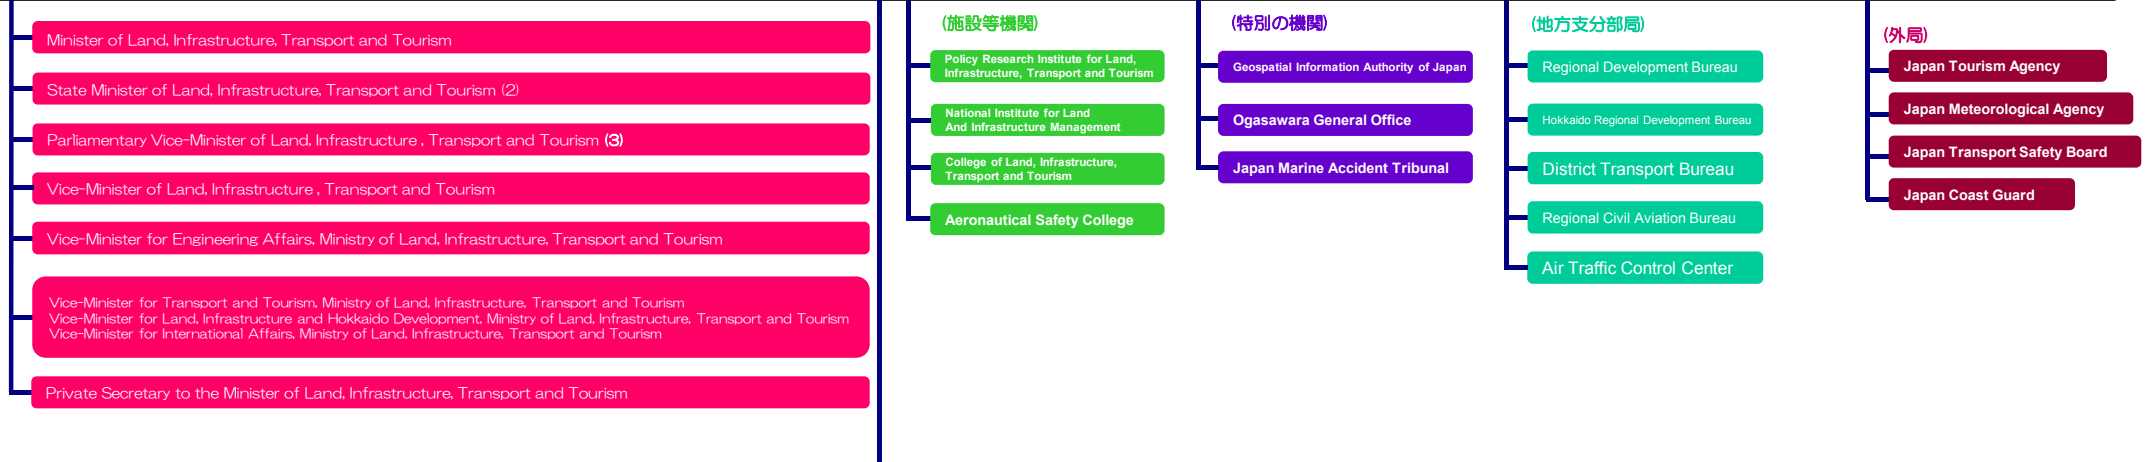 Minister of Land, Infrastructure, Transport and Tourism
State Minister of Land, Infrastructure, Transport and Tourism (2)
Parliamentary Vice-Minister of Land, Infrastructure , Transport and Tourism (3)
Vice-Minister of Land, Infrastructure , Transport and Tourism
Vice-Minister for Engineering Affairs, Ministry of Land, Infrastructure, Transport and Tourism
Vice-Minister for Transport and Tourism, Ministry of Land, Infrastructure, Transport and Tourism
Vice-Minister for Land, Infrastructure and Hokkaido Development, Ministry of Land, Infrastructure, Transport and Tourism
Vice-Minister for International Affairs, Ministry of Land, Infrastructure, Transport and Tourism
Private Secretary to the Minister of Land, Infrastructure, Transport and Tourism
(施設等機関)
Policy Research Institute for Land,
Infrastructure, Transport and Tourism
National Institute for Land
And Infrastructure Management
College of Land, Infrastructure,
Transport and Tourism
Aeronautical Safety College
(特別の機関)
Geospatial Information Authority of Japan
Ogasawara General Office
Japan Marine Accident Tribunal
(地方支分部局)
Regional Development Bureau
Hokkaido Regional Development Bureau
District Transport Bureau
Regional Civil Aviation Bureau
Air Traffic Control Center
(外局)
Japan Tourism Agency
Japan Meteorological Agency
Japan Transport Safety Board
Japan Coast Guard